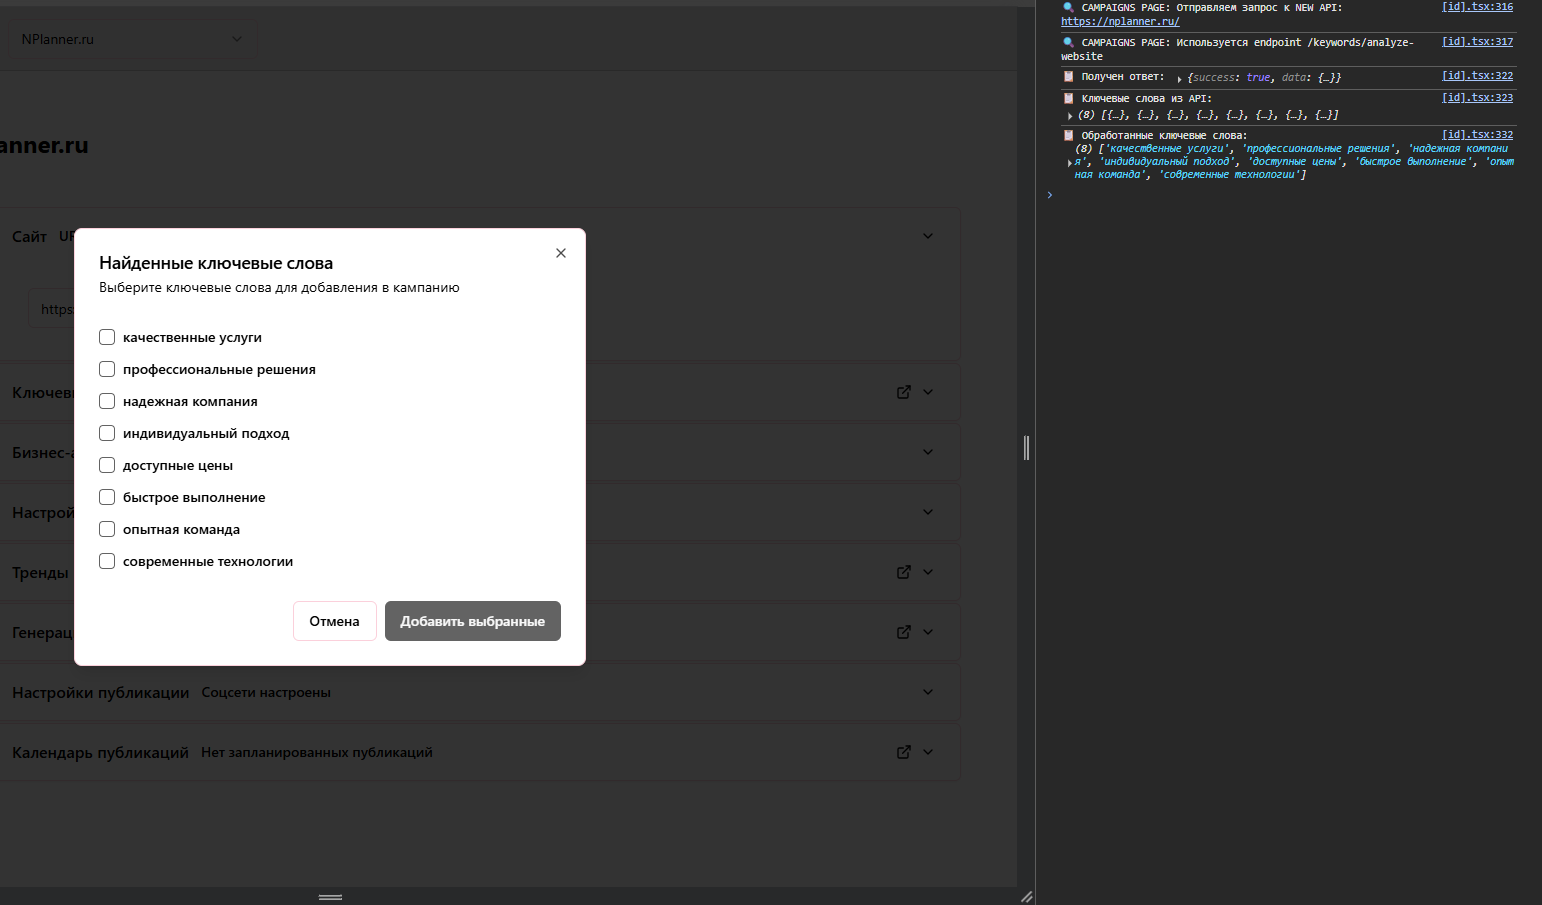 NPlanner.ru
anner.ru
Сайт
https:
Найденные ключевые слова
Выберите ключевые слова для добавления в кампанию
качественные услуги
профессиональные решения
надежная компания
индивидуальный подход
доступные цены
быстрое выполнение
опытная команда
современные технологии
Отмена Добавить выбранные
Ключев
Бизнес-а
Настрой
Тренды
Генерац
Настройки публикации Соцсети настроены
Календарь публикаций Нет запланированных публикаций
CAMPAIGNS PAGE: Отправляем запрос к NEW API: [id].tsx:316
https://nplanner.ru/
CAMPAIGNS PAGE: Используется endpoint /keywords/analyze- [id].tsx:317
website
Получен ответ: {success: true, data: {…}} [id].tsx:322
Ключевые слова из API: [id].tsx:323
(8) [{…}, {…}, {…}, {…}, {…}, {…}, {…}, {…}]
Обработанные ключевые слова: [id].tsx:332
(8) ['качественные услуги', 'профессиональные решения', 'надежная компани
я', 'индивидуальный подход', 'доступные цены', 'быстрое выполнение', 'опыт
ная команда', 'современные технологии']